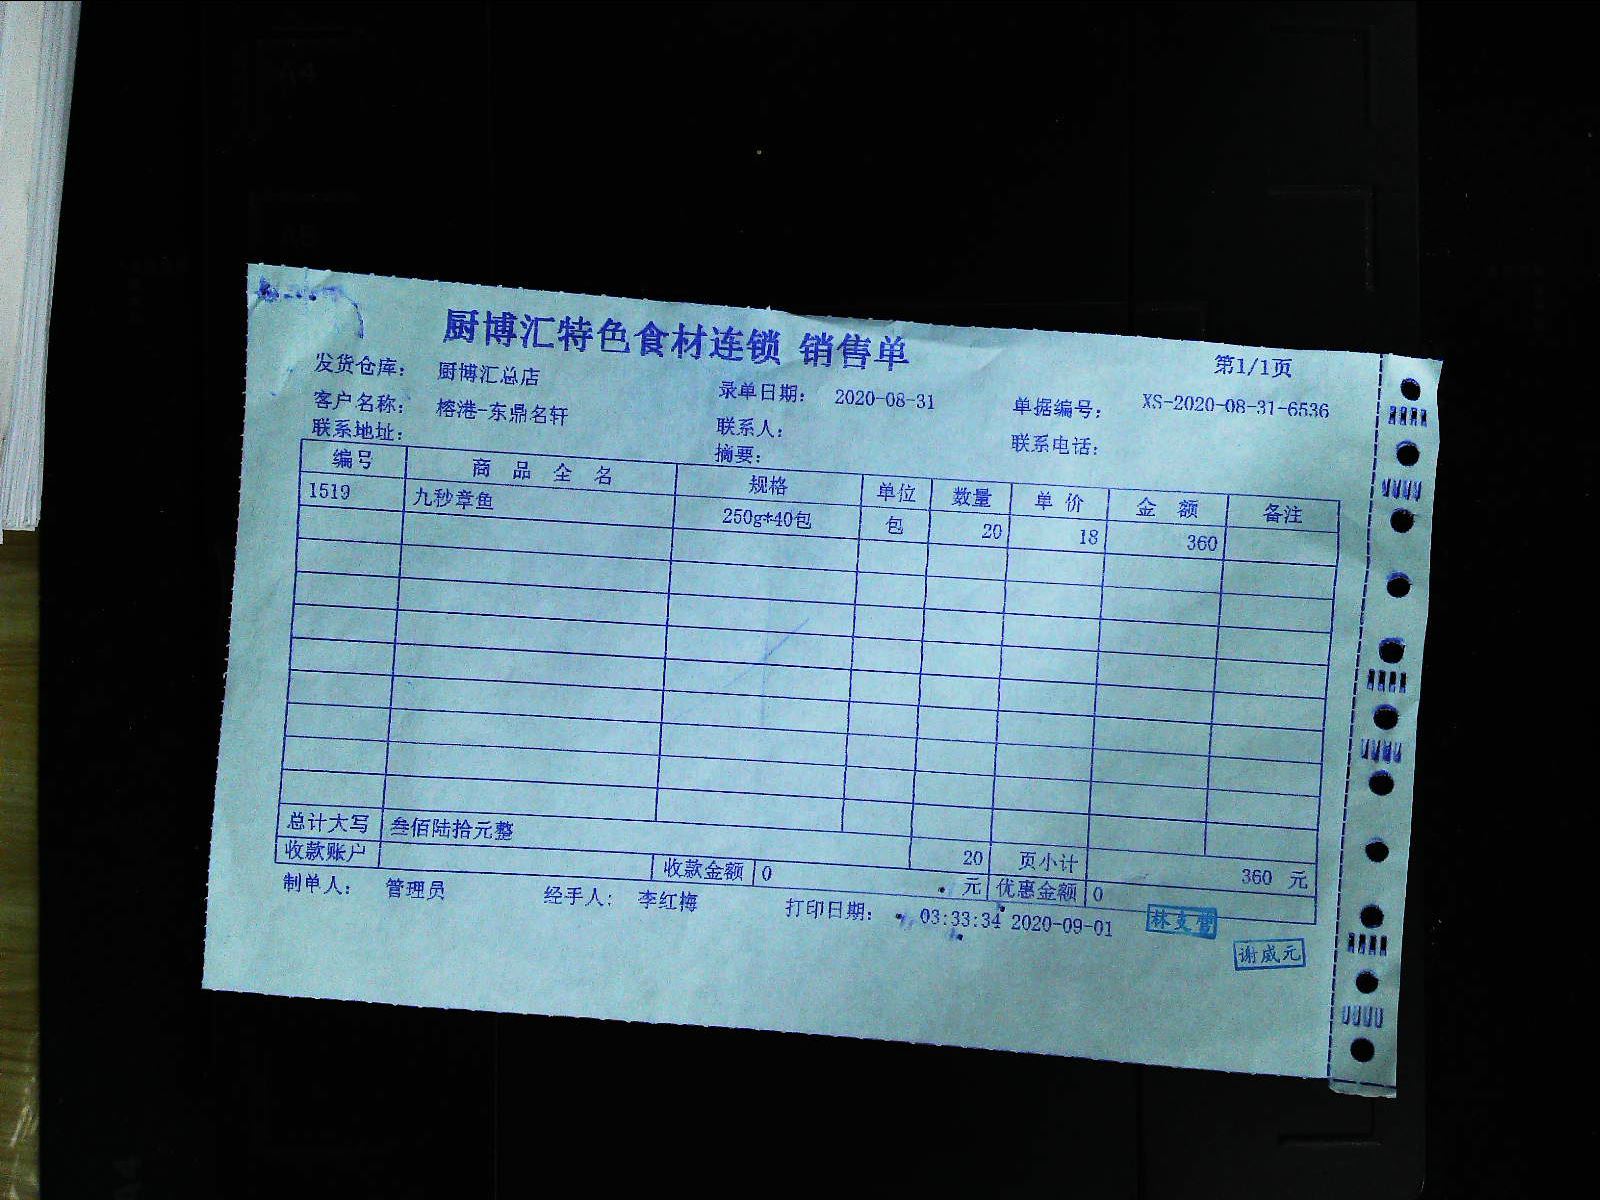 厨博汇特色食材连锁 销售单
第1/1页
发货仓库： 厨博汇总店 录单日期： 2020-08-31 单据编号： XS-2020-08-31-6536
客户名称： 榕港-东鼎名轩 联系人： 联系电话：
联系地址： 摘要：
编号 商品全名 规格 单位 数量 单价 金额 备注
1519 九秒章鱼 250g*40包 包 20 18 360
总计大写 叁佰陆拾元整 20 页小计 360 元
收款账户 收款金额 0 元 优惠金额 0
制单人： 管理员 经手人： 李红梅 打印日期： 03:33:34 2020-09-01
谢威元